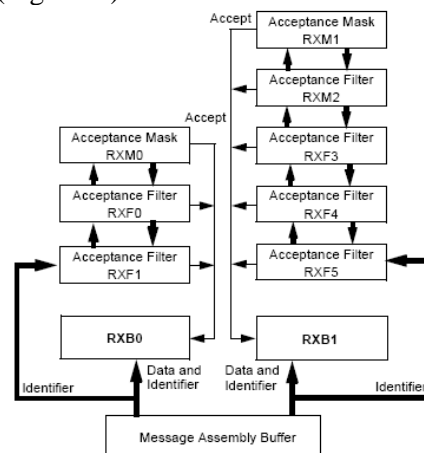 Accept
Acceptance Mask
RXM1
Acceptance Filter
RXM2
Accept
Acceptance Mask
RXM0
Acceptance Filter
RXF3
Acceptance Filter
RXF0
Acceptance Filter
RXF4
Acceptance Filter
RXF1
Acceptance Filter
RXF5
RXB0
RXB1
Data and
Identifier
Data and
Identifier
Identifier
Identifier
Message Assembly Buffer